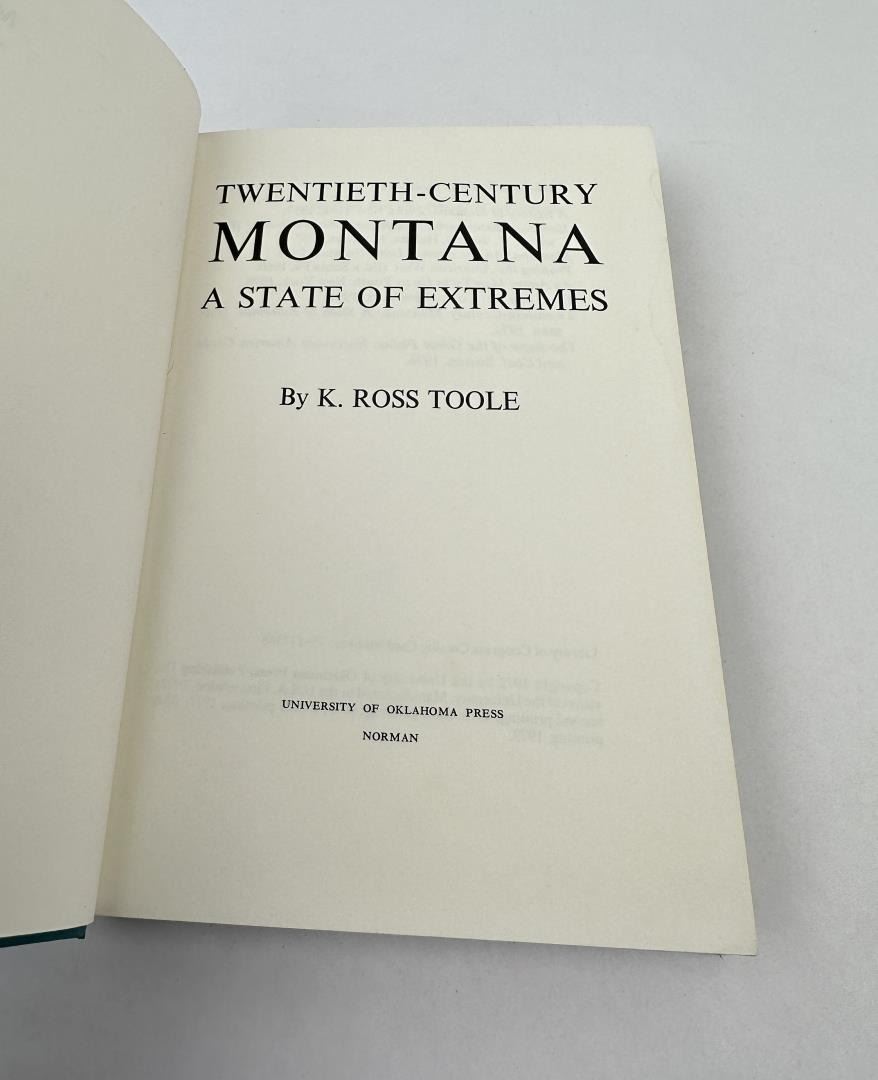 TWENTIETH-CENTURY
MONTANA
A STATE OF EXTREMES
By K. ROSS TOOLE
UNIVERSITY OF OKLAHOMA PRESS
NORMAN